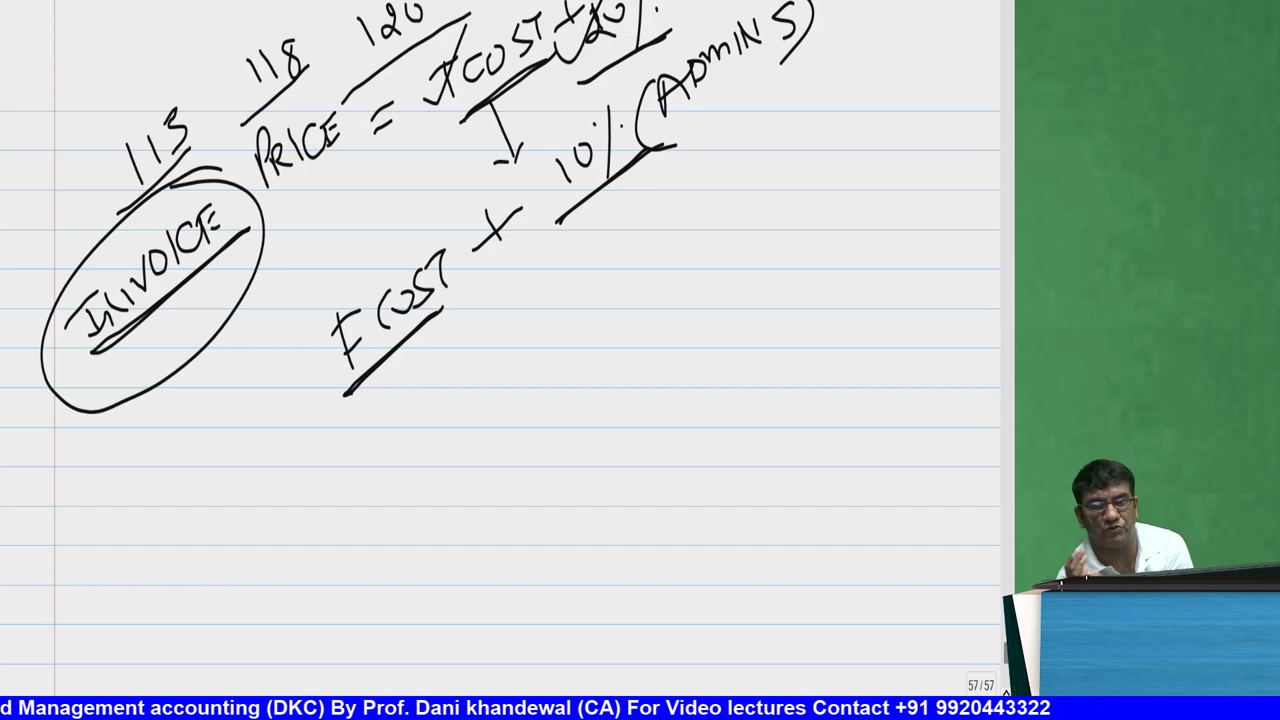 113 118 120
PRICE = T COST + 20%
INVOICE
F COST + 10% (ADMIN S)
57/57
d Management accounting (DKC) By Prof. Dani khandewal (CA) For Video lectures Contact +91 9920443322